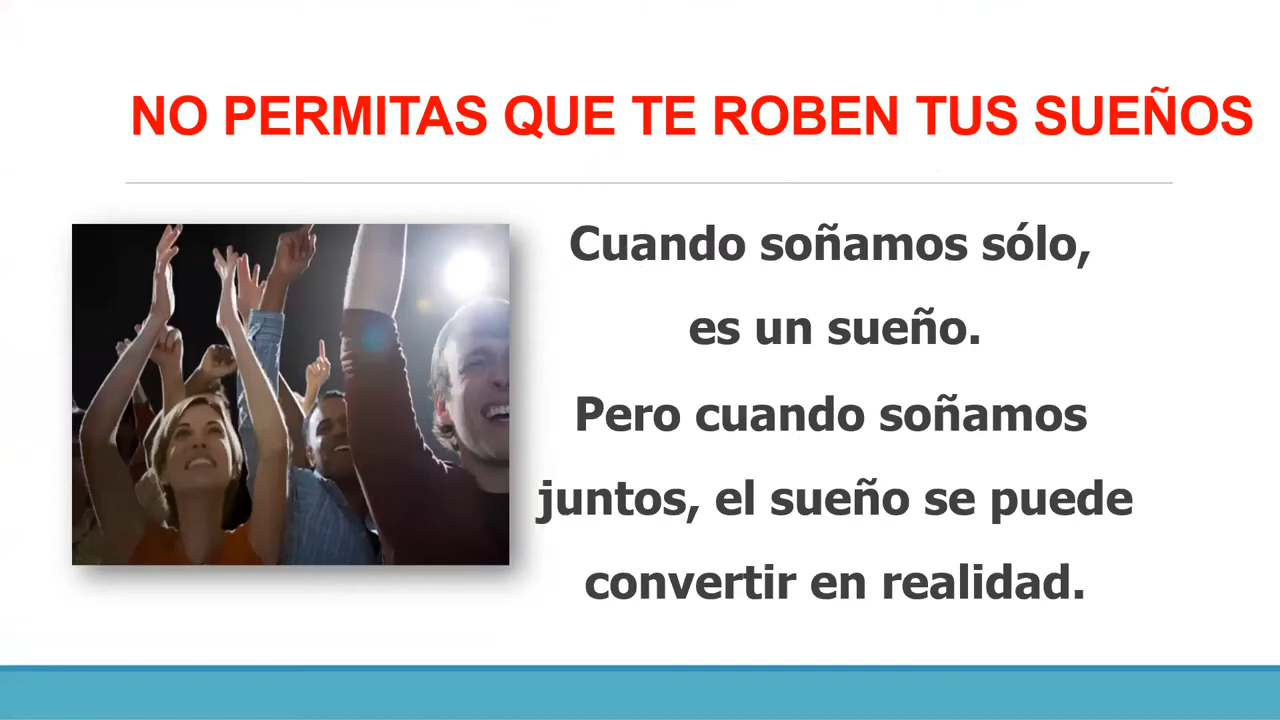 NO PERMITAS QUE TE ROBEN TUS SUEÑOS
Cuando soñamos sólo,
es un sueño.
Pero cuando soñamos
juntos, el sueño se puede
convertir en realidad.